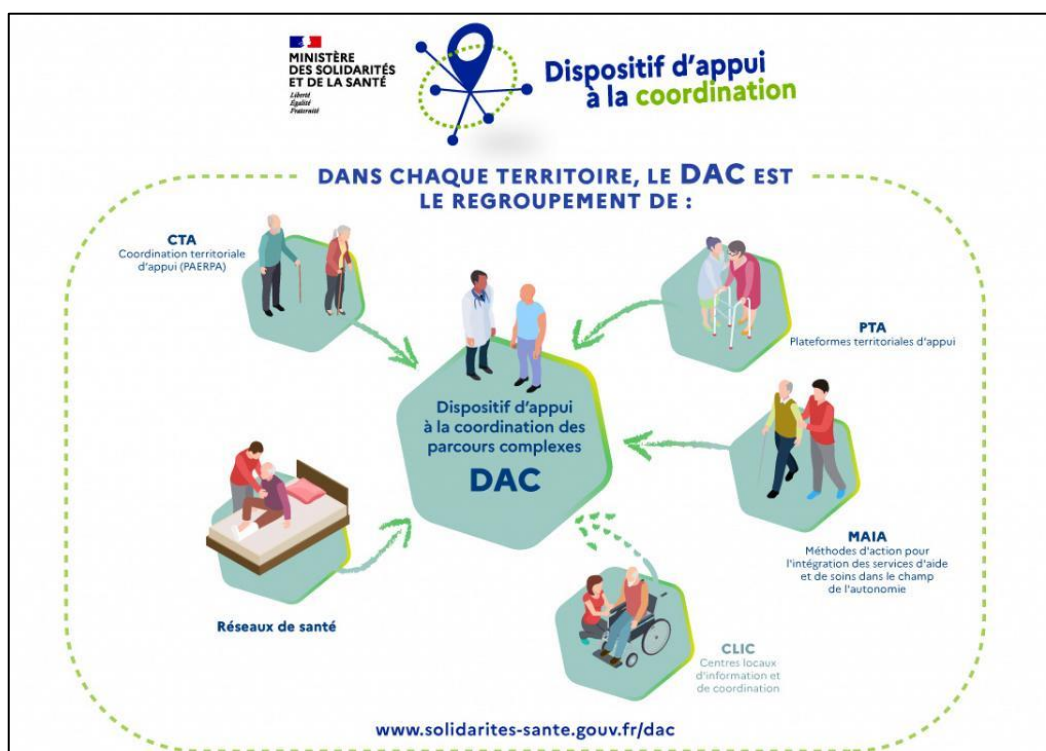 MINISTÈRE
DES SOLIDARITÉS
ET DE LA SANTÉ
Liberté
Égalité
Fraternité
Dispositif d'appui
à la coordination
DANS CHAQUE TERRITOIRE, LE DAC EST
LE REGROUPEMENT DE :
CTA
Coordination territoriale
d'appui (PAERPA)
PTA
Plateformes territoriales d'appui
Dispositif d'appui
à la coordination des
parcours complexes
DAC
MAIA
Méthodes d'action pour
l'intégration des services d'aide
et de soins dans le champ
de l'autonomie
Réseaux de santé
CLIC
Centres locaux
d'information et
de coordination
www.solidarites-sante.gouv.fr/dac